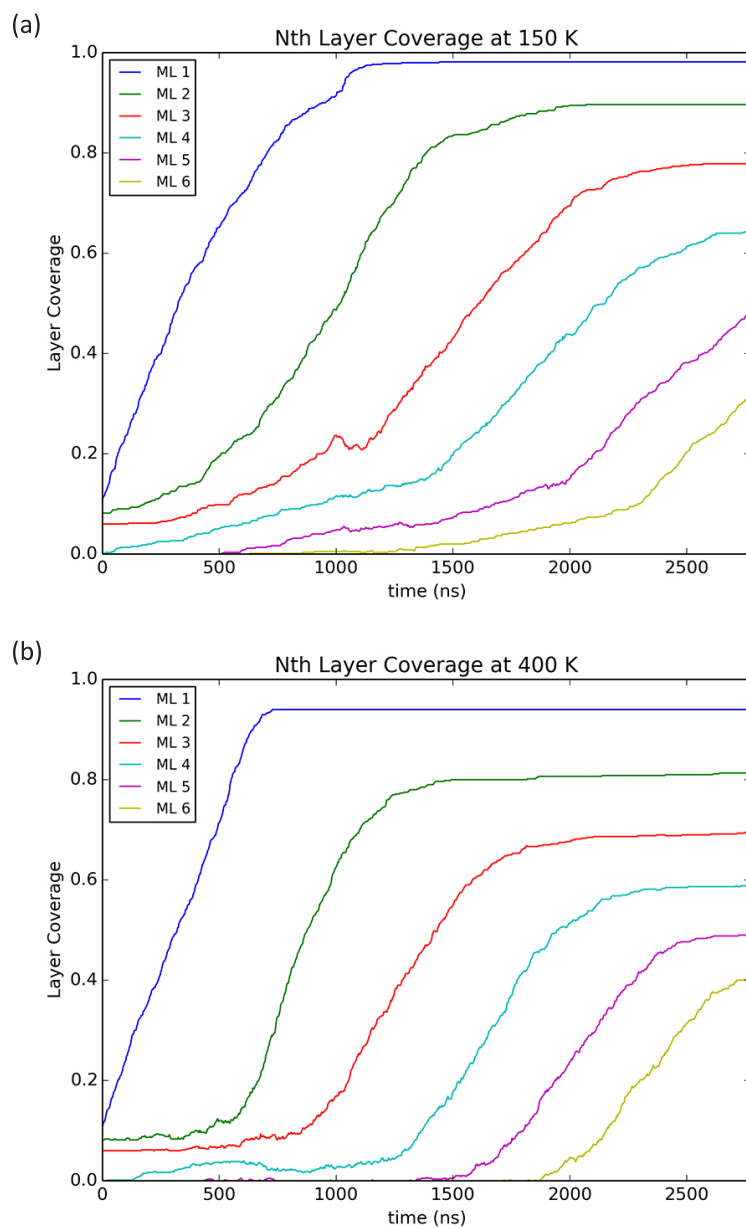 (a)
Nth Layer Coverage at 150 K
1.0
ML 1
ML 2
ML 3
ML 4
ML 5
ML 6
0.8
0.6
0.4
0.2
0.0
Layer Coverage
0 500 1000 1500 2000 2500
time (ns)
(b)
Nth Layer Coverage at 400 K
1.0
ML 1
ML 2
ML 3
ML 4
ML 5
ML 6
0.8
0.6
0.4
0.2
0.0
Layer Coverage
0 500 1000 1500 2000 2500
time (ns)